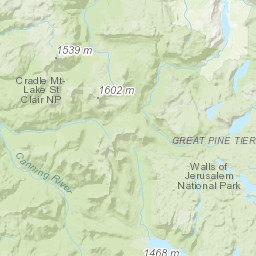 1539 m
Cradle Mt
Lake St
Clair NP
1602 m
GREAT PINE TIER
Walls of
Jerusalem
National Park
Canning River
1468 m